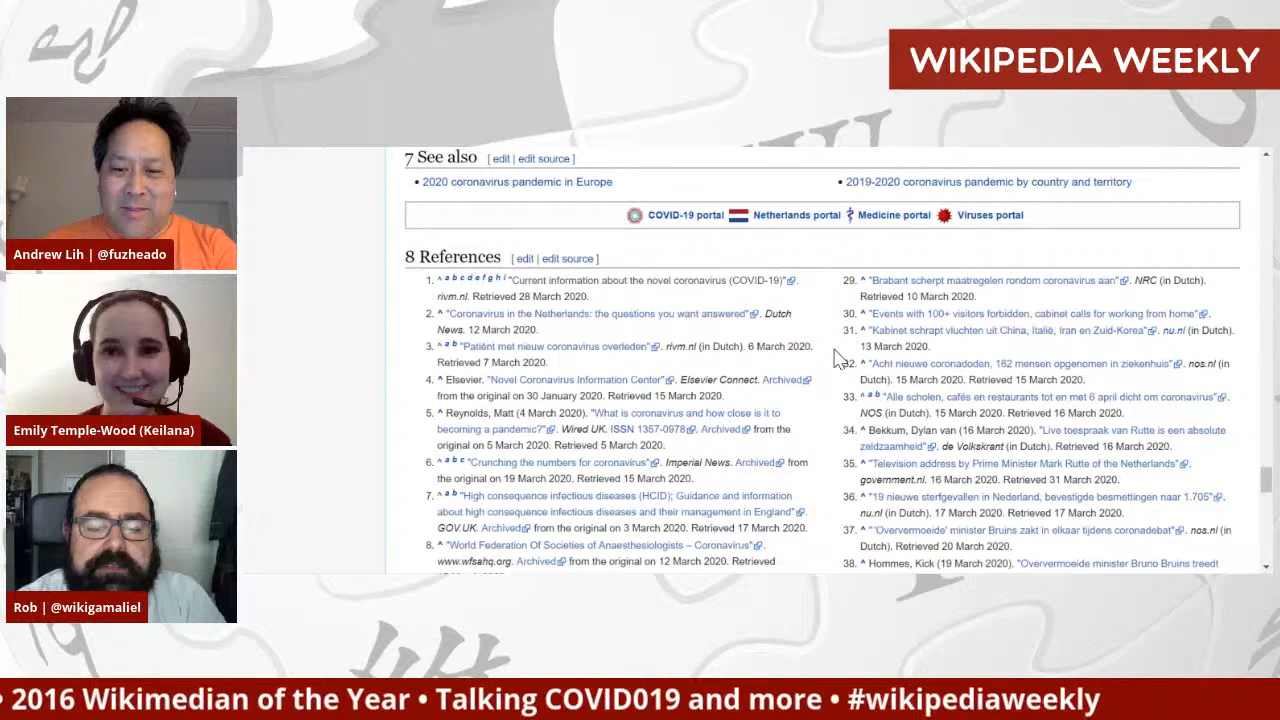 WIKIPEDIA WEEKLY
Andrew Lih | @fuzheado
Emily Temple-Wood (Keilana)
Rob | @wikigamaliel
7 See also [ edit | edit source ]
• 2020 coronavirus pandemic in Europe
• 2019-2020 coronavirus pandemic by country and territory
COVID-19 portal Netherlands portal Medicine portal Viruses portal
8 References [ edit | edit source ]
1. ^ a b c d e f g h i "Current information about the novel coronavirus (COVID-19)".
rivm.nl. Retrieved 28 March 2020.
2. ^ "Coronavirus in the Netherlands: the questions you want answered". Dutch
News. 12 March 2020.
3. ^ a b "Patiënt met nieuw coronavirus overleden". rivm.nl (in Dutch). 6 March 2020.
Retrieved 7 March 2020.
4. ^ Elsevier. "Novel Coronavirus Information Center". Elsevier Connect. Archived
from the original on 30 January 2020. Retrieved 15 March 2020.
5. ^ Reynolds, Matt (4 March 2020). "What is coronavirus and how close is it to
becoming a pandemic?". Wired UK. ISSN 1357-0978. Archived from the
original on 5 March 2020. Retrieved 5 March 2020.
6. ^ a b c "Crunching the numbers for coronavirus". Imperial News. Archived from
the original on 19 March 2020. Retrieved 15 March 2020.
7. ^ a b "High consequence infectious diseases (HCID); Guidance and information
about high consequence infectious diseases and their management in England".
GOV.UK. Archived from the original on 3 March 2020. Retrieved 17 March 2020.
8. ^ "World Federation Of Societies of Anaesthesiologists – Coronavirus".
www.wfsahq.org. Archived from the original on 12 March 2020. Retrieved
29. ^ "Brabant scherpt maatregelen rondom coronavirus aan". NRC (in Dutch).
Retrieved 10 March 2020.
30. ^ "Events with 100+ visitors forbidden, cabinet calls for working from home".
31. ^ "Kabinet schrapt vluchten uit China, Italië, Iran en Zuid-Korea". nu.nl (in Dutch).
13 March 2020.
32. ^ "Acht nieuwe coronadoden, 162 mensen opgenomen in ziekenhuis". nos.nl (in
Dutch). 15 March 2020. Retrieved 15 March 2020.
33. ^ a b "Alle scholen, cafés en restaurants tot en met 6 april dicht om coronavirus".
NOS (in Dutch). 15 March 2020. Retrieved 16 March 2020.
34. ^ Bekkum, Dylan van (16 March 2020). "Live toespraak van Rutte is een absolute
zeldzaamheid". de Volkskrant (in Dutch). Retrieved 16 March 2020.
35. ^ "Television address by Prime Minister Mark Rutte of the Netherlands".
government.nl. 16 March 2020. Retrieved 31 March 2020.
36. ^ "19 nieuwe sterfgevallen in Nederland, bevestigde besmettingen naar 1.705".
nu.nl (in Dutch). 17 March 2020. Retrieved 17 March 2020.
37. ^ "'Oververmoeide' minister Bruins zakt in elkaar tijdens coronadebat". nos.nl (in
Dutch). Retrieved 20 March 2020.
38. ^ Hommes, Kick (19 March 2020). "Oververmoeide minister Bruno Bruins treedt
• 2016 Wikimedian of the Year • Talking COVID019 and more • #wikipediaweekly